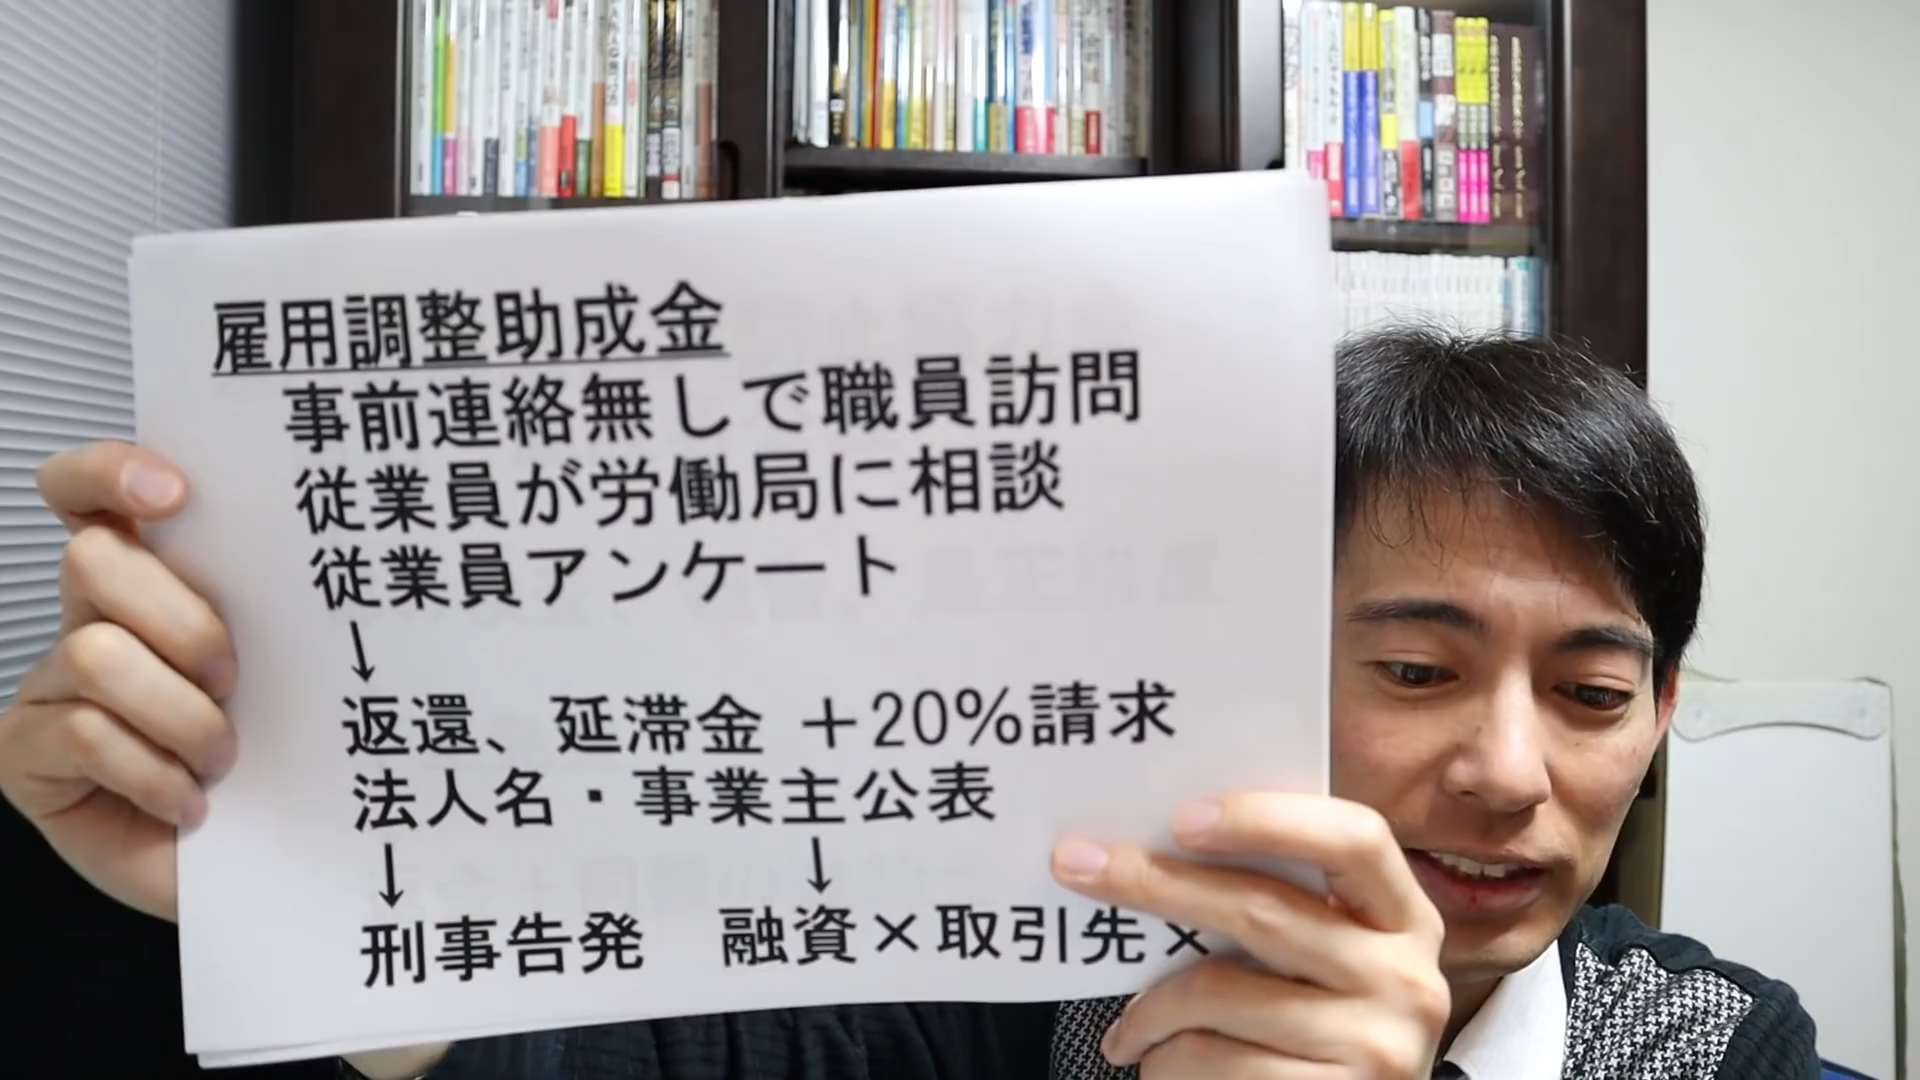 雇用調整助成金
事前連絡無しで職員訪問
従業員が労働局に相談
従業員アンケート
↓
返還、延滞金 ＋20％請求
法人名・事業主公表
↓ ↓
刑事告発 融資×取引先×